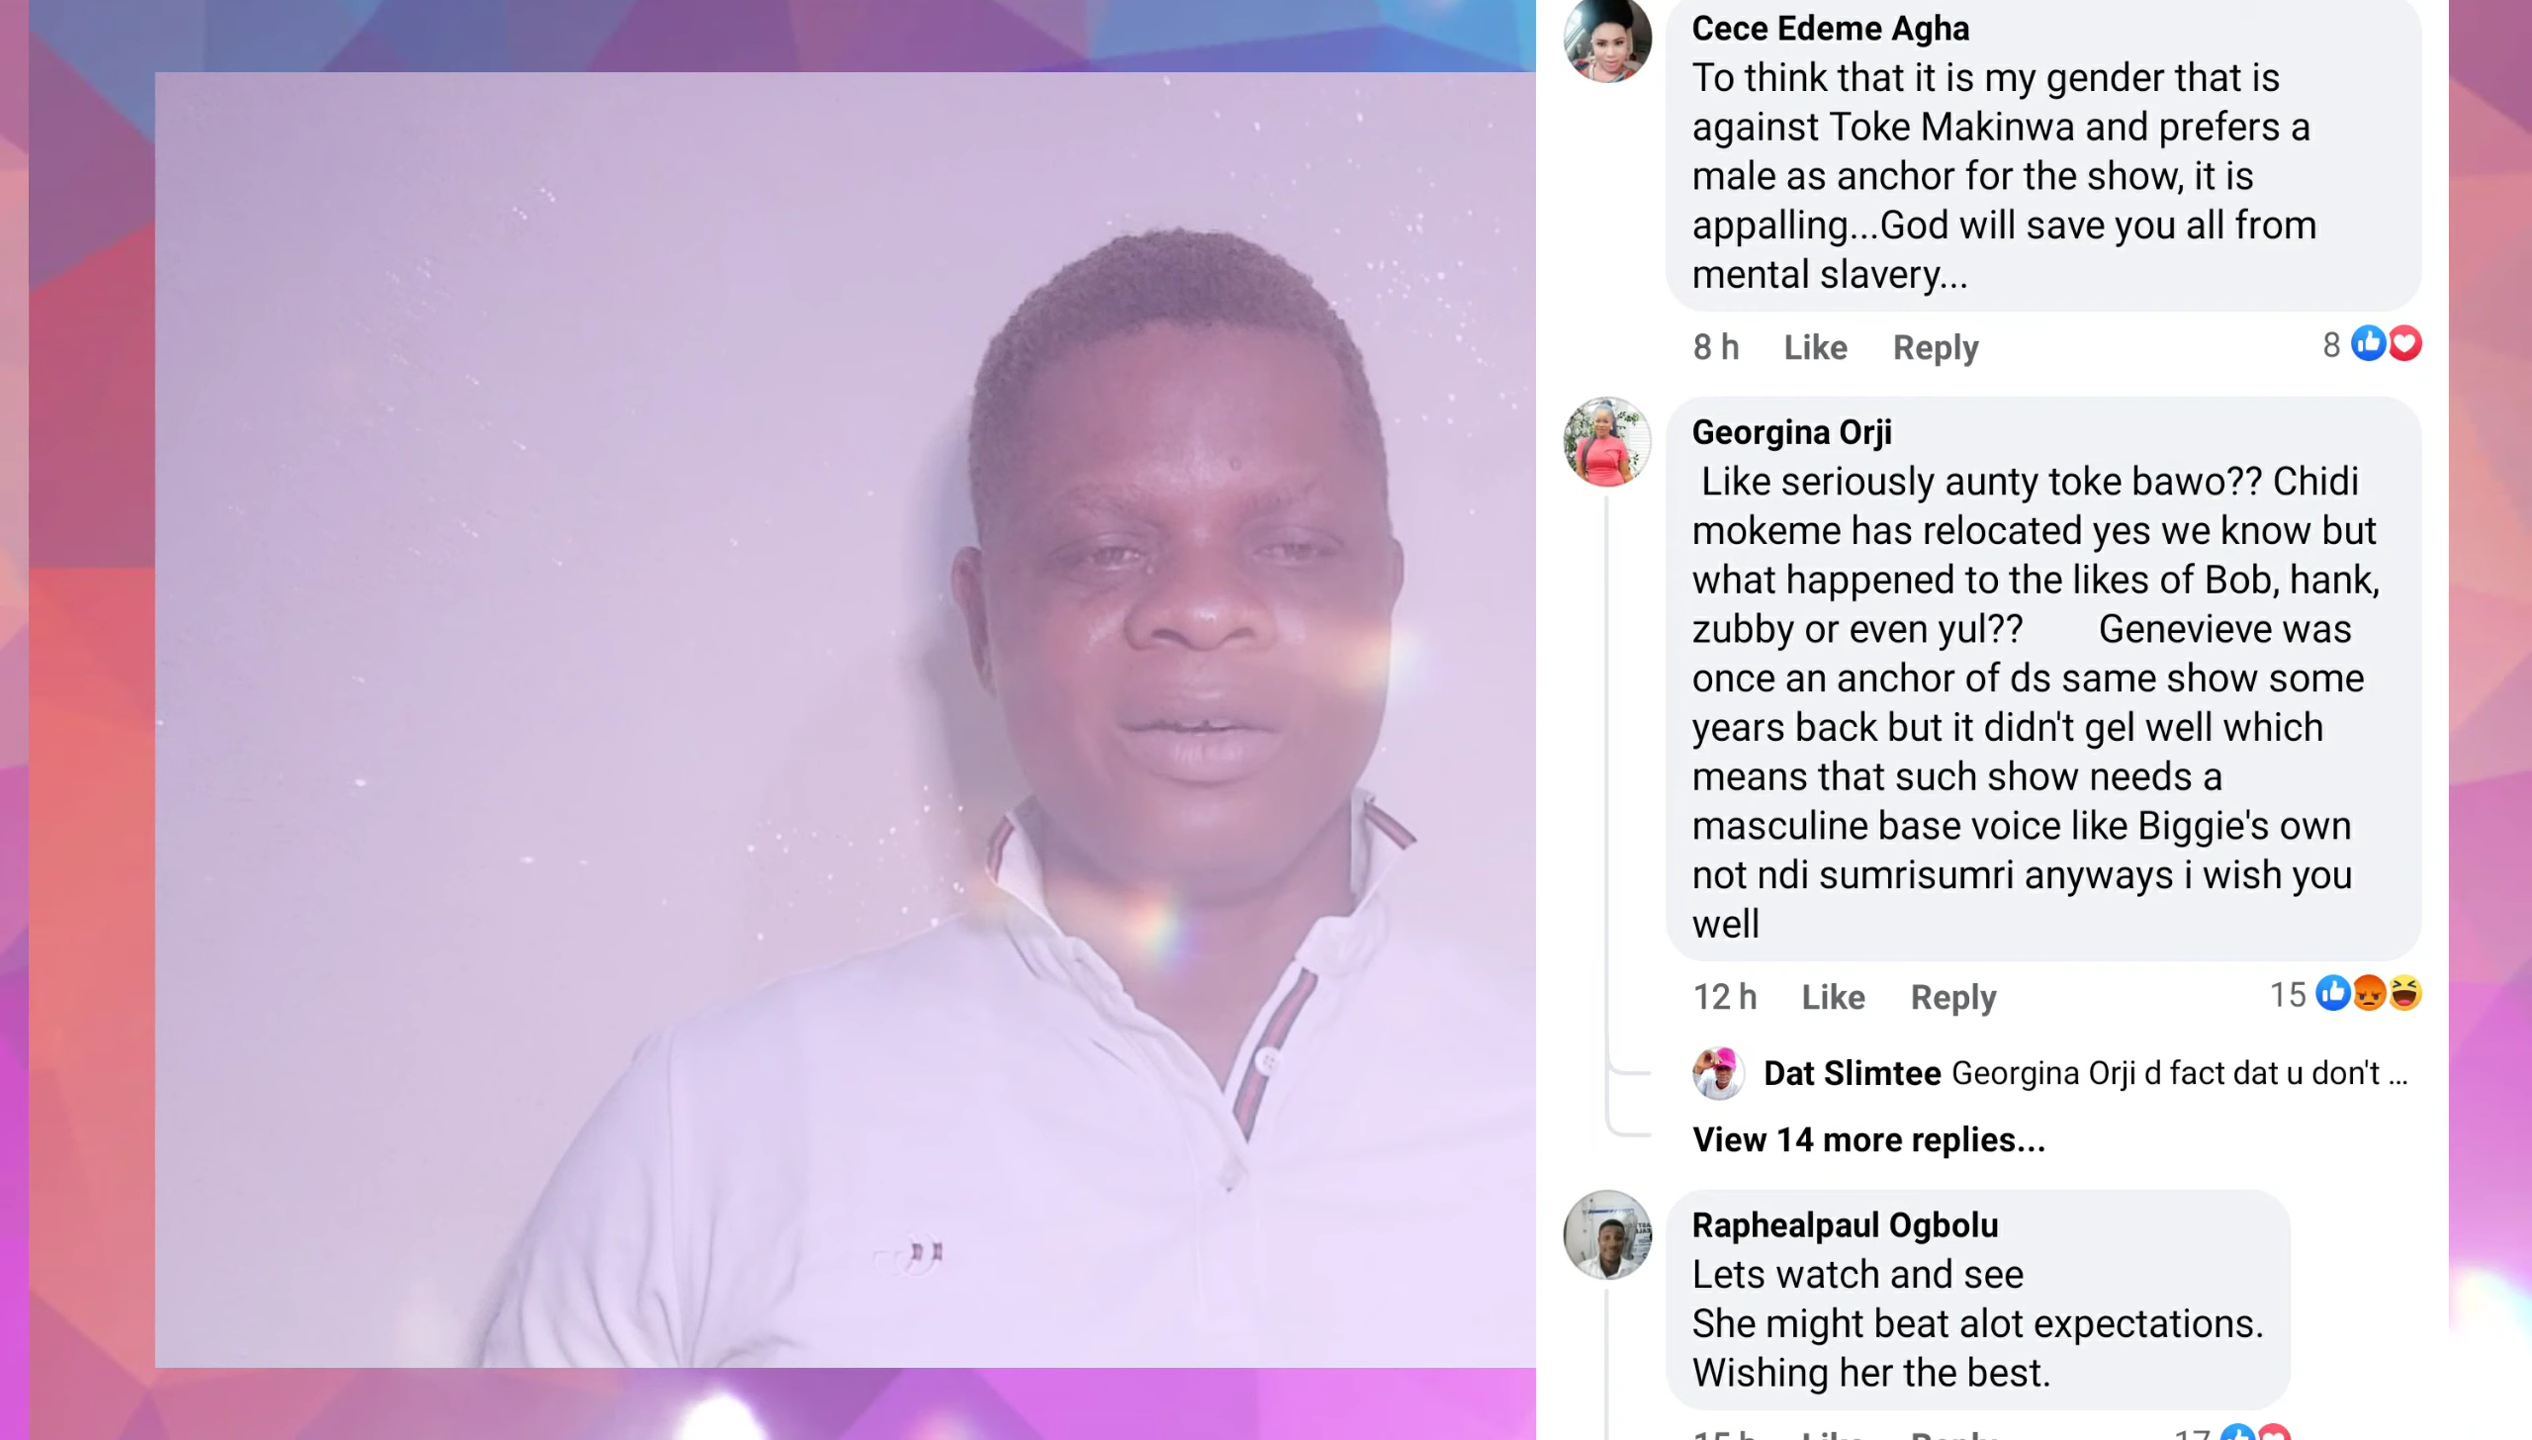 Cece Edeme Agha
To think that it is my gender that is
against Toke Makinwa and prefers a
male as anchor for the show, it is
appalling...God will save you all from
mental slavery...
8 h Like Reply 8
Georgina Orji
Like seriously aunty toke bawo?? Chidi
mokeme has relocated yes we know but
what happened to the likes of Bob, hank,
zubby or even yul?? Genevieve was
once an anchor of ds same show some
years back but it didn't gel well which
means that such show needs a
masculine base voice like Biggie's own
not ndi sumrisumri anyways i wish you
well
12 h Like Reply 15
Dat Slimtee Georgina Orji d fact dat u don't ...
View 14 more replies...
Raphealpaul Ogbolu
Lets watch and see
She might beat alot expectations.
Wishing her the best.
15 h Like Reply 17